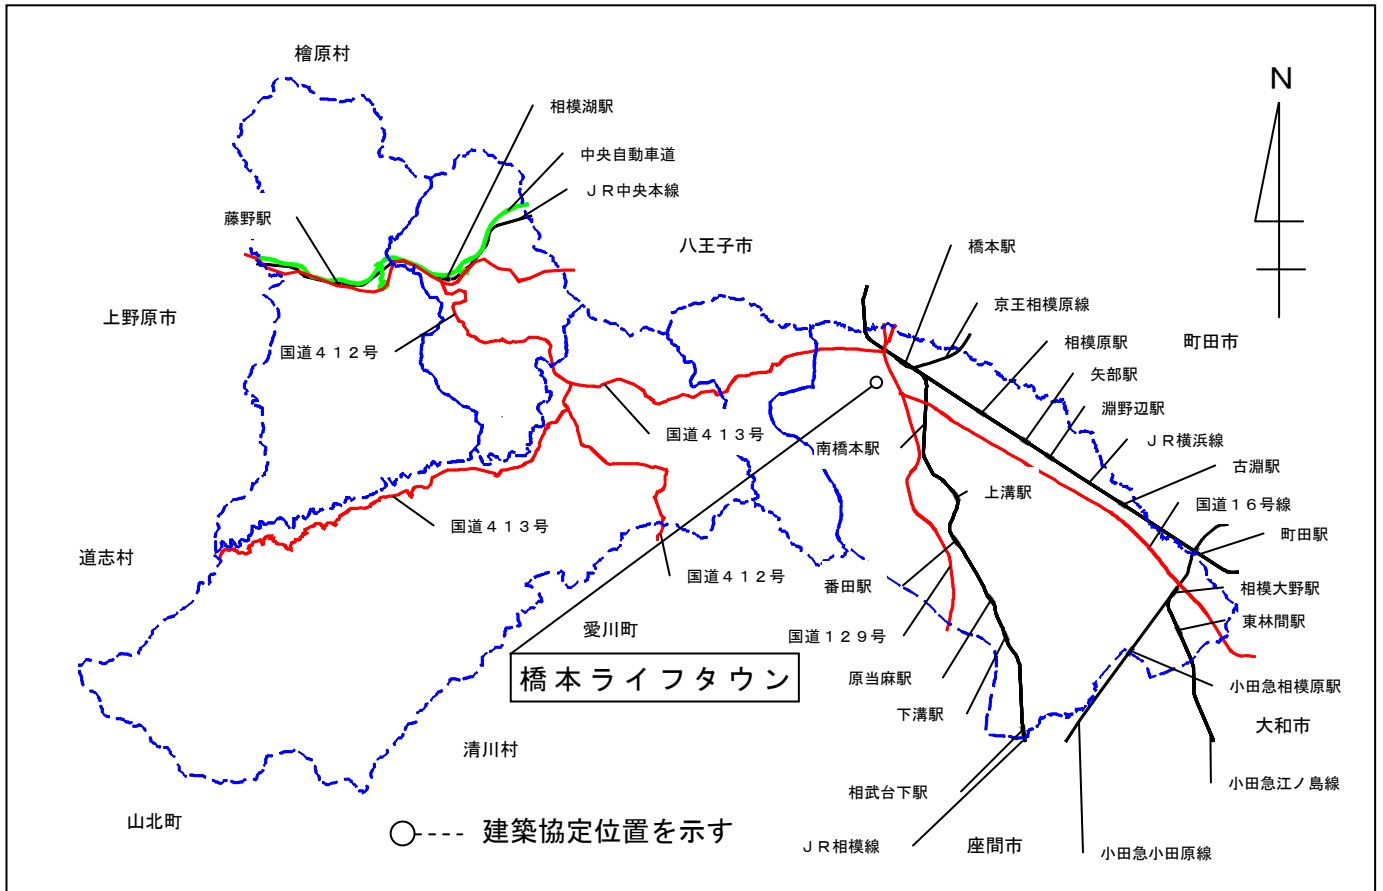 檜原村
N
相模湖駅
中央自動車道
ＪＲ中央本線
藤野駅
八王子市
橋本駅
京王相模原線
上野原市
相模原駅
町田市
国道４１２号
矢部駅
淵野辺駅
国道４１３号
南橋本駅
ＪＲ横浜線
古淵駅
上溝駅
国道１６号線
国道４１３号
町田駅
道志村
国道４１２号
番田駅
相模大野駅
愛川町
国道１２９号
東林間駅
橋本ライフタウン
原当麻駅
小田急相模原駅
下溝駅
大和市
清川村
小田急江ノ島線
相武台下駅
山北町
建築協定位置を示す
ＪＲ相模線
座間市
小田急小田原線